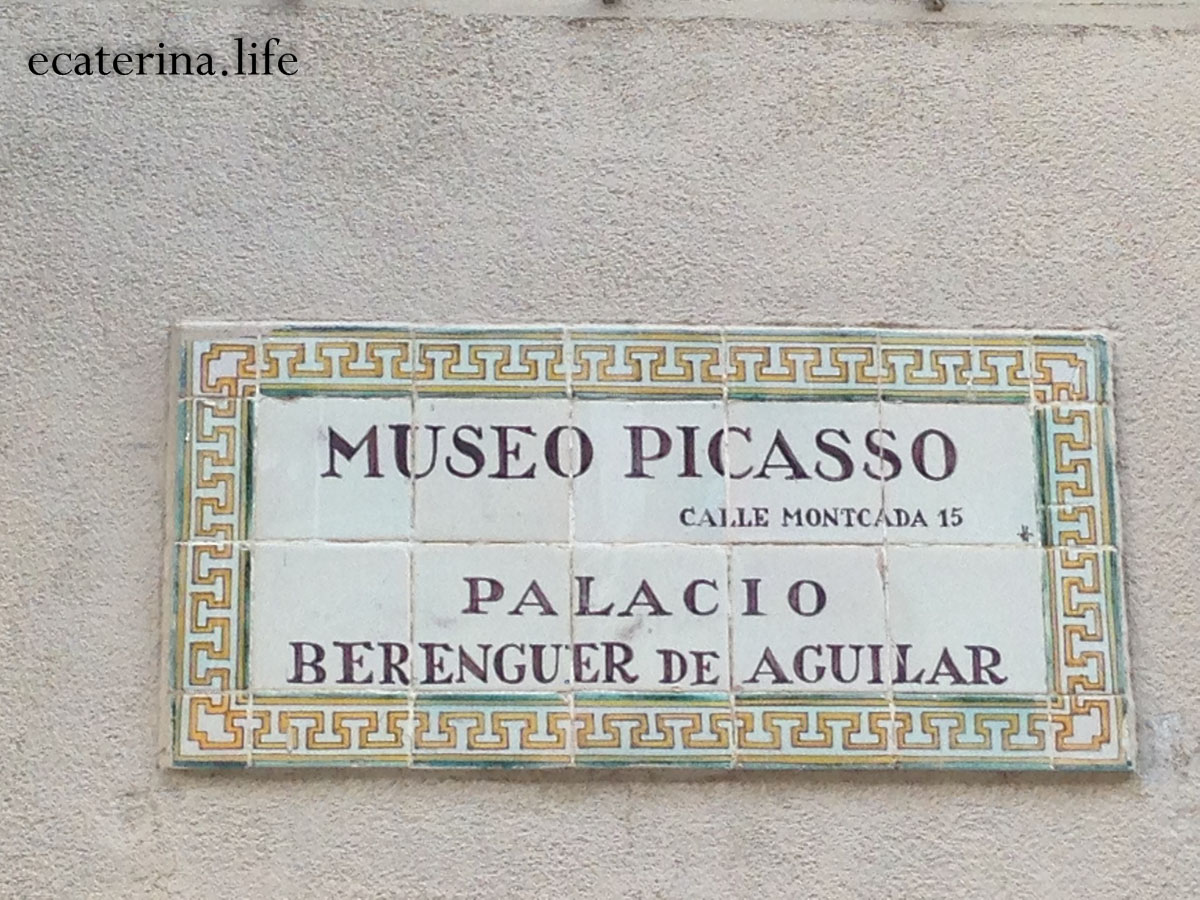 ecaterina.life
MUSEO PICASSO
CALLE MONTCADA 15
PALACIO
BERENGUER DE AGUILAR